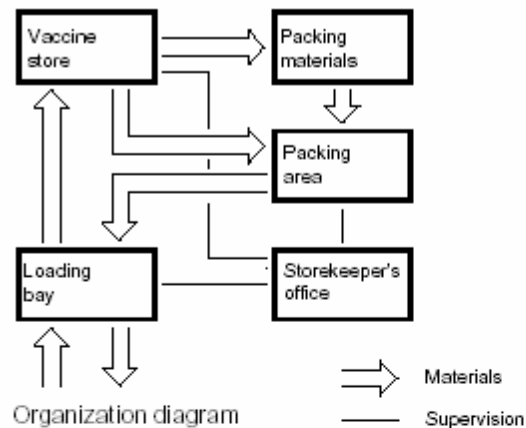 Vaccine
store
Packing
materials
Packing
area
Loading
bay
Storekeeper's
office
Materials
Organization diagram
Supervision